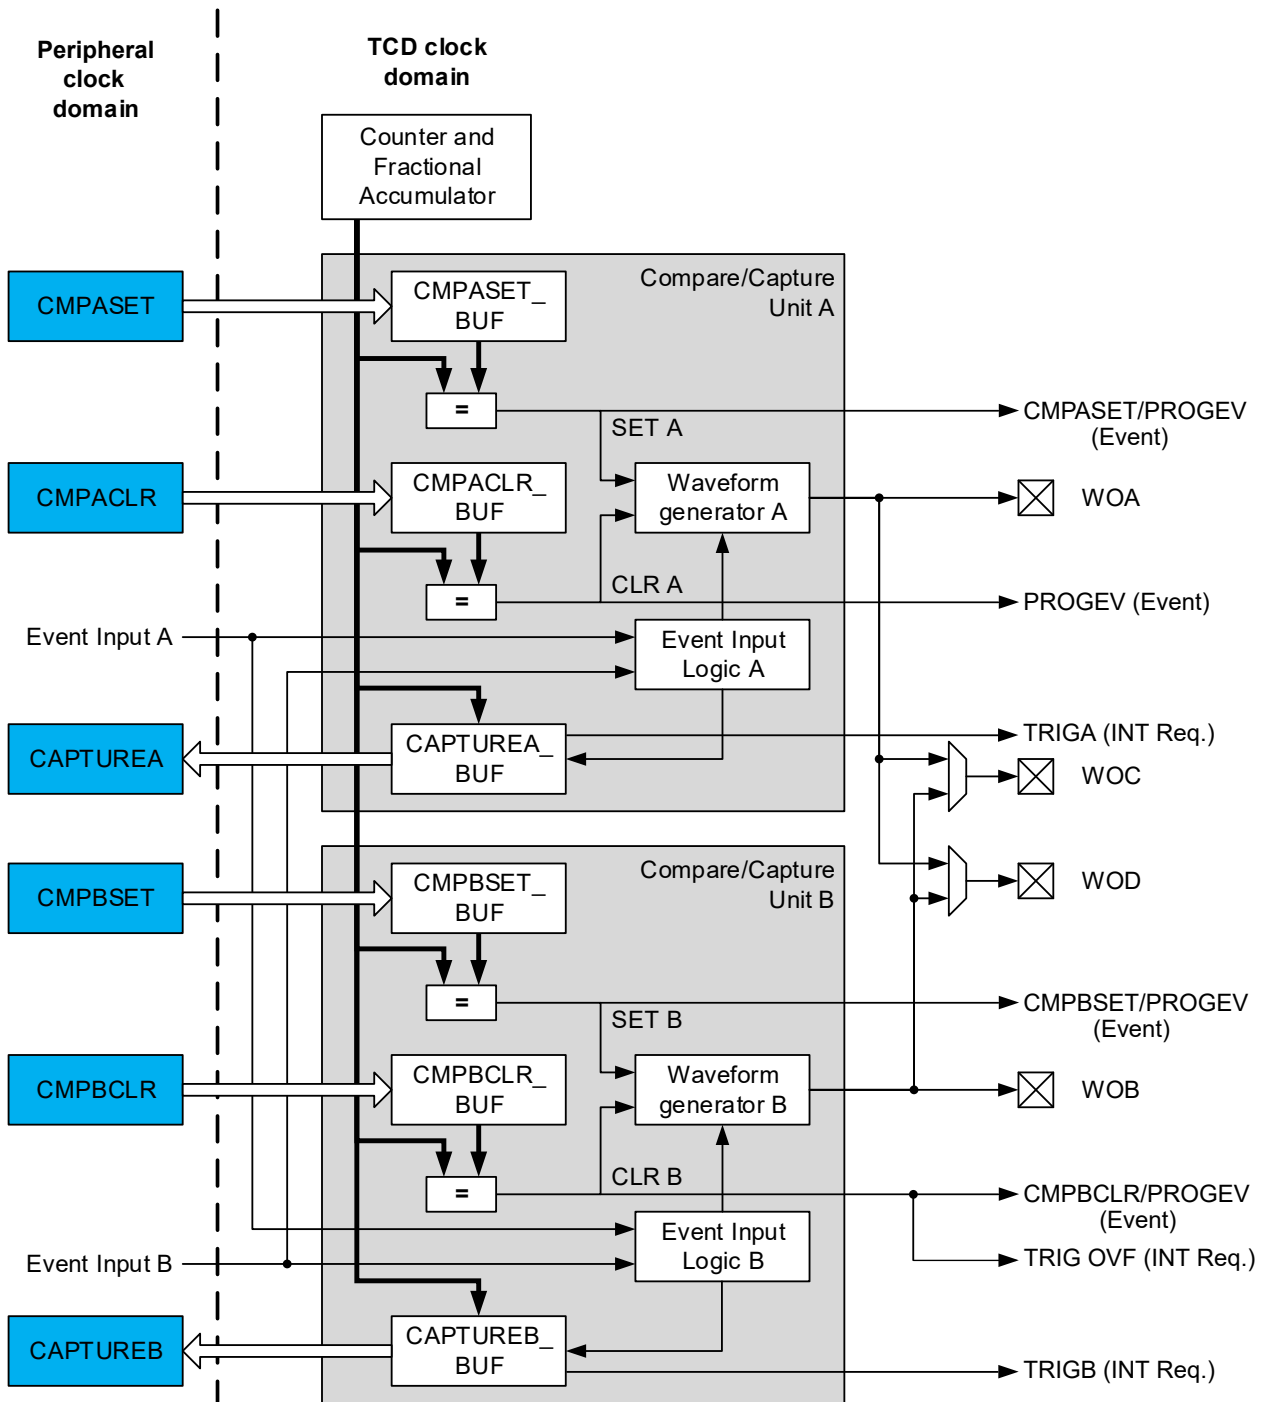 Peripheral
clock
domain
TCD clock
domain
Counter and
Fractional
Accumulator
Compare/Capture
Unit A
CMPASET
CMPASET_
BUF
=
SET A
CMPASET/PROGEV
(Event)
CMPACLR
CMPACLR_
BUF
Waveform
generator A
WOA
=
CLR A
PROGEV (Event)
Event Input A
Event Input
Logic A
CAPTUREA
CAPTUREA_
BUF
TRIGA (INT Req.)
WOC
Compare/Capture
Unit B
CMPBSET
CMPBSET_
BUF
WOD
=
SET B
CMPBSET/PROGEV
(Event)
CMPBCLR
CMPBCLR_
BUF
Waveform
generator B
WOB
=
CLR B
CMPBCLR/PROGEV
(Event)
Event Input B
Event Input
Logic B
TRIG OVF (INT Req.)
CAPTUREB
CAPTUREB_
BUF
TRIGB (INT Req.)